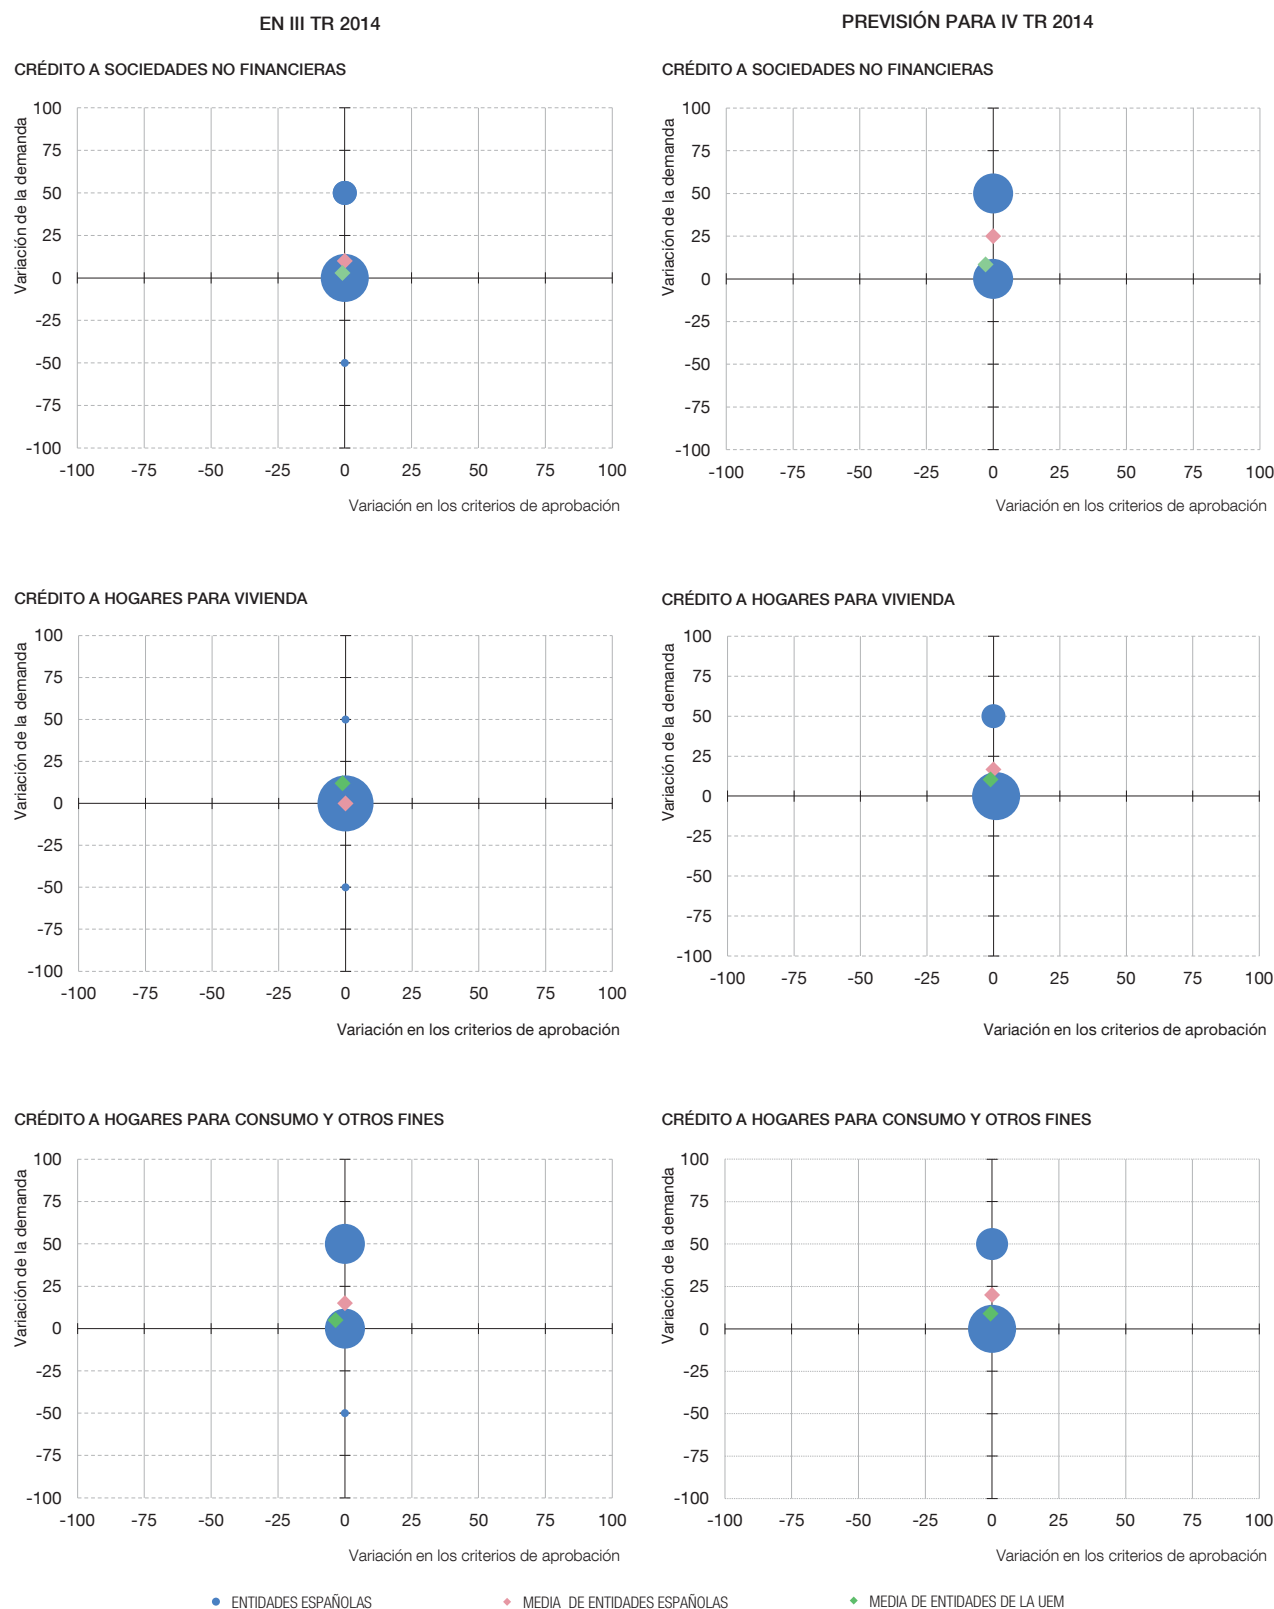 EN III TR 2014
PREVISIÓN PARA IV TR 2014
CRÉDITO A SOCIEDADES NO FINANCIERAS
Variación de la demanda
100
75
50
25
0
-25
-50
-75
-100
-100 -75 -50 -25 0 25 50 75 100
Variación en los criterios de aprobación
CRÉDITO A SOCIEDADES NO FINANCIERAS
Variación de la demanda
100
75
50
25
0
-25
-50
-75
-100
-100 -75 -50 -25 0 25 50 75 100
Variación en los criterios de aprobación
CRÉDITO A HOGARES PARA VIVIENDA
Variación de la demanda
100
75
50
25
0
-25
-50
-75
-100
-100 -75 -50 -25 0 25 50 75 100
Variación en los criterios de aprobación
CRÉDITO A HOGARES PARA VIVIENDA
Variación de la demanda
100
75
50
25
0
-25
-50
-75
-100
-100 -75 -50 -25 0 25 50 75 100
Variación en los criterios de aprobación
CRÉDITO A HOGARES PARA CONSUMO Y OTROS FINES
Variación de la demanda
100
75
50
25
0
-25
-50
-75
-100
-100 -75 -50 -25 0 25 50 75 100
Variación en los criterios de aprobación
CRÉDITO A HOGARES PARA CONSUMO Y OTROS FINES
Variación de la demanda
100
75
50
25
0
-25
-50
-75
-100
-100 -75 -50 -25 0 25 50 75 100
Variación en los criterios de aprobación
ENTIDADES ESPAÑOLAS
MEDIA DE ENTIDADES ESPAÑOLAS
MEDIA DE ENTIDADES DE LA UEM